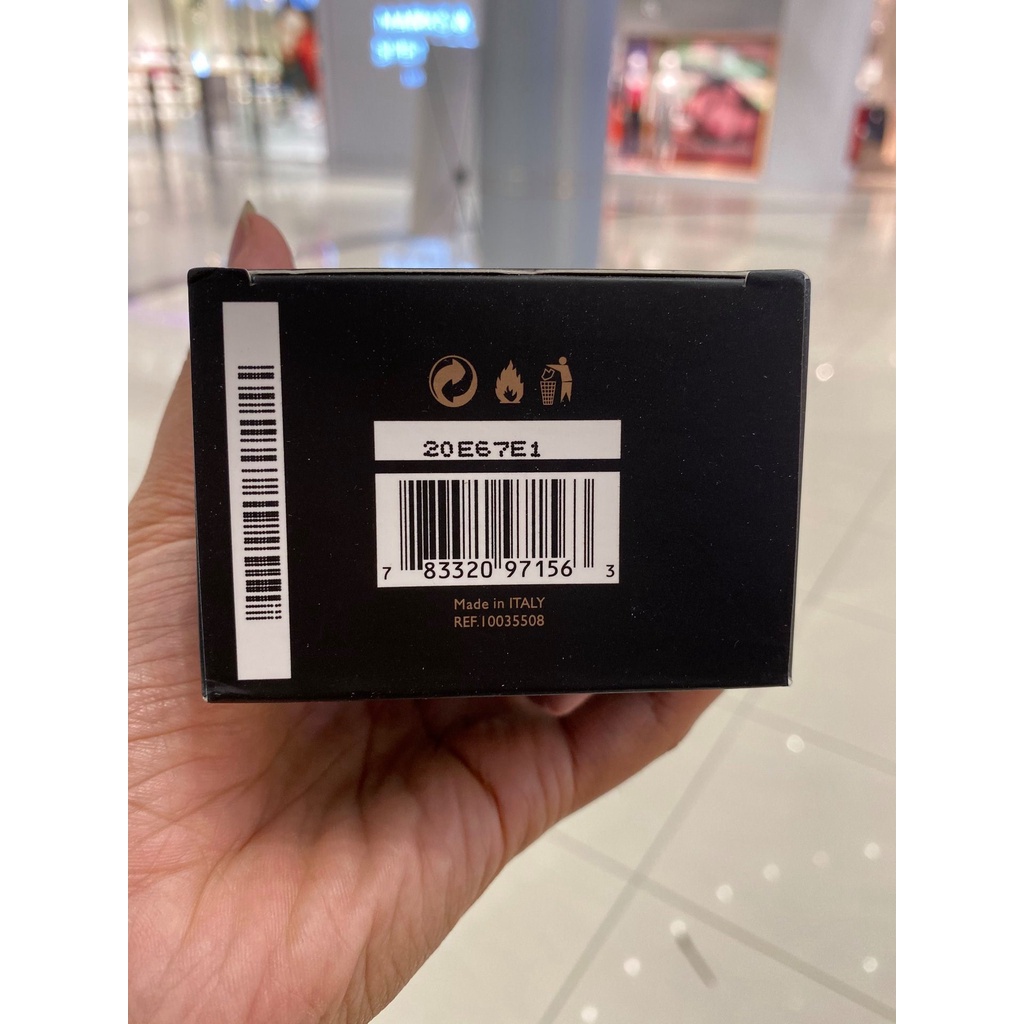 20E67E1
7 83320 97156 3
Made in ITALY
REF.10035508